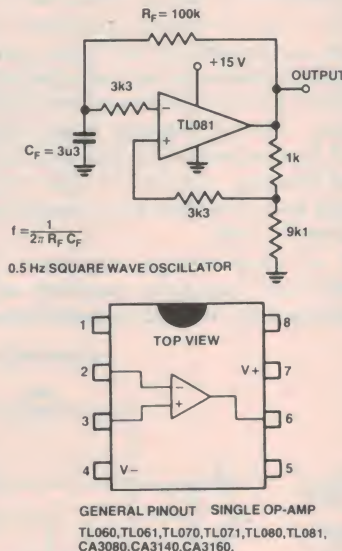 R_F = 100k
+15 V
OUTPUT
3k3
−
TL081
C_F = 3u3
+
1k
3k3
9k1
f = 1 / 2π R_F C_F
0.5 Hz SQUARE WAVE OSCILLATOR
1
8
TOP VIEW
2
V+
7
−
+
3
6
4
V−
5
GENERAL PINOUT SINGLE OP-AMP
TL060,TL061,TL070,TL071,TL080,TL081,
CA3080,CA3140,CA3160.